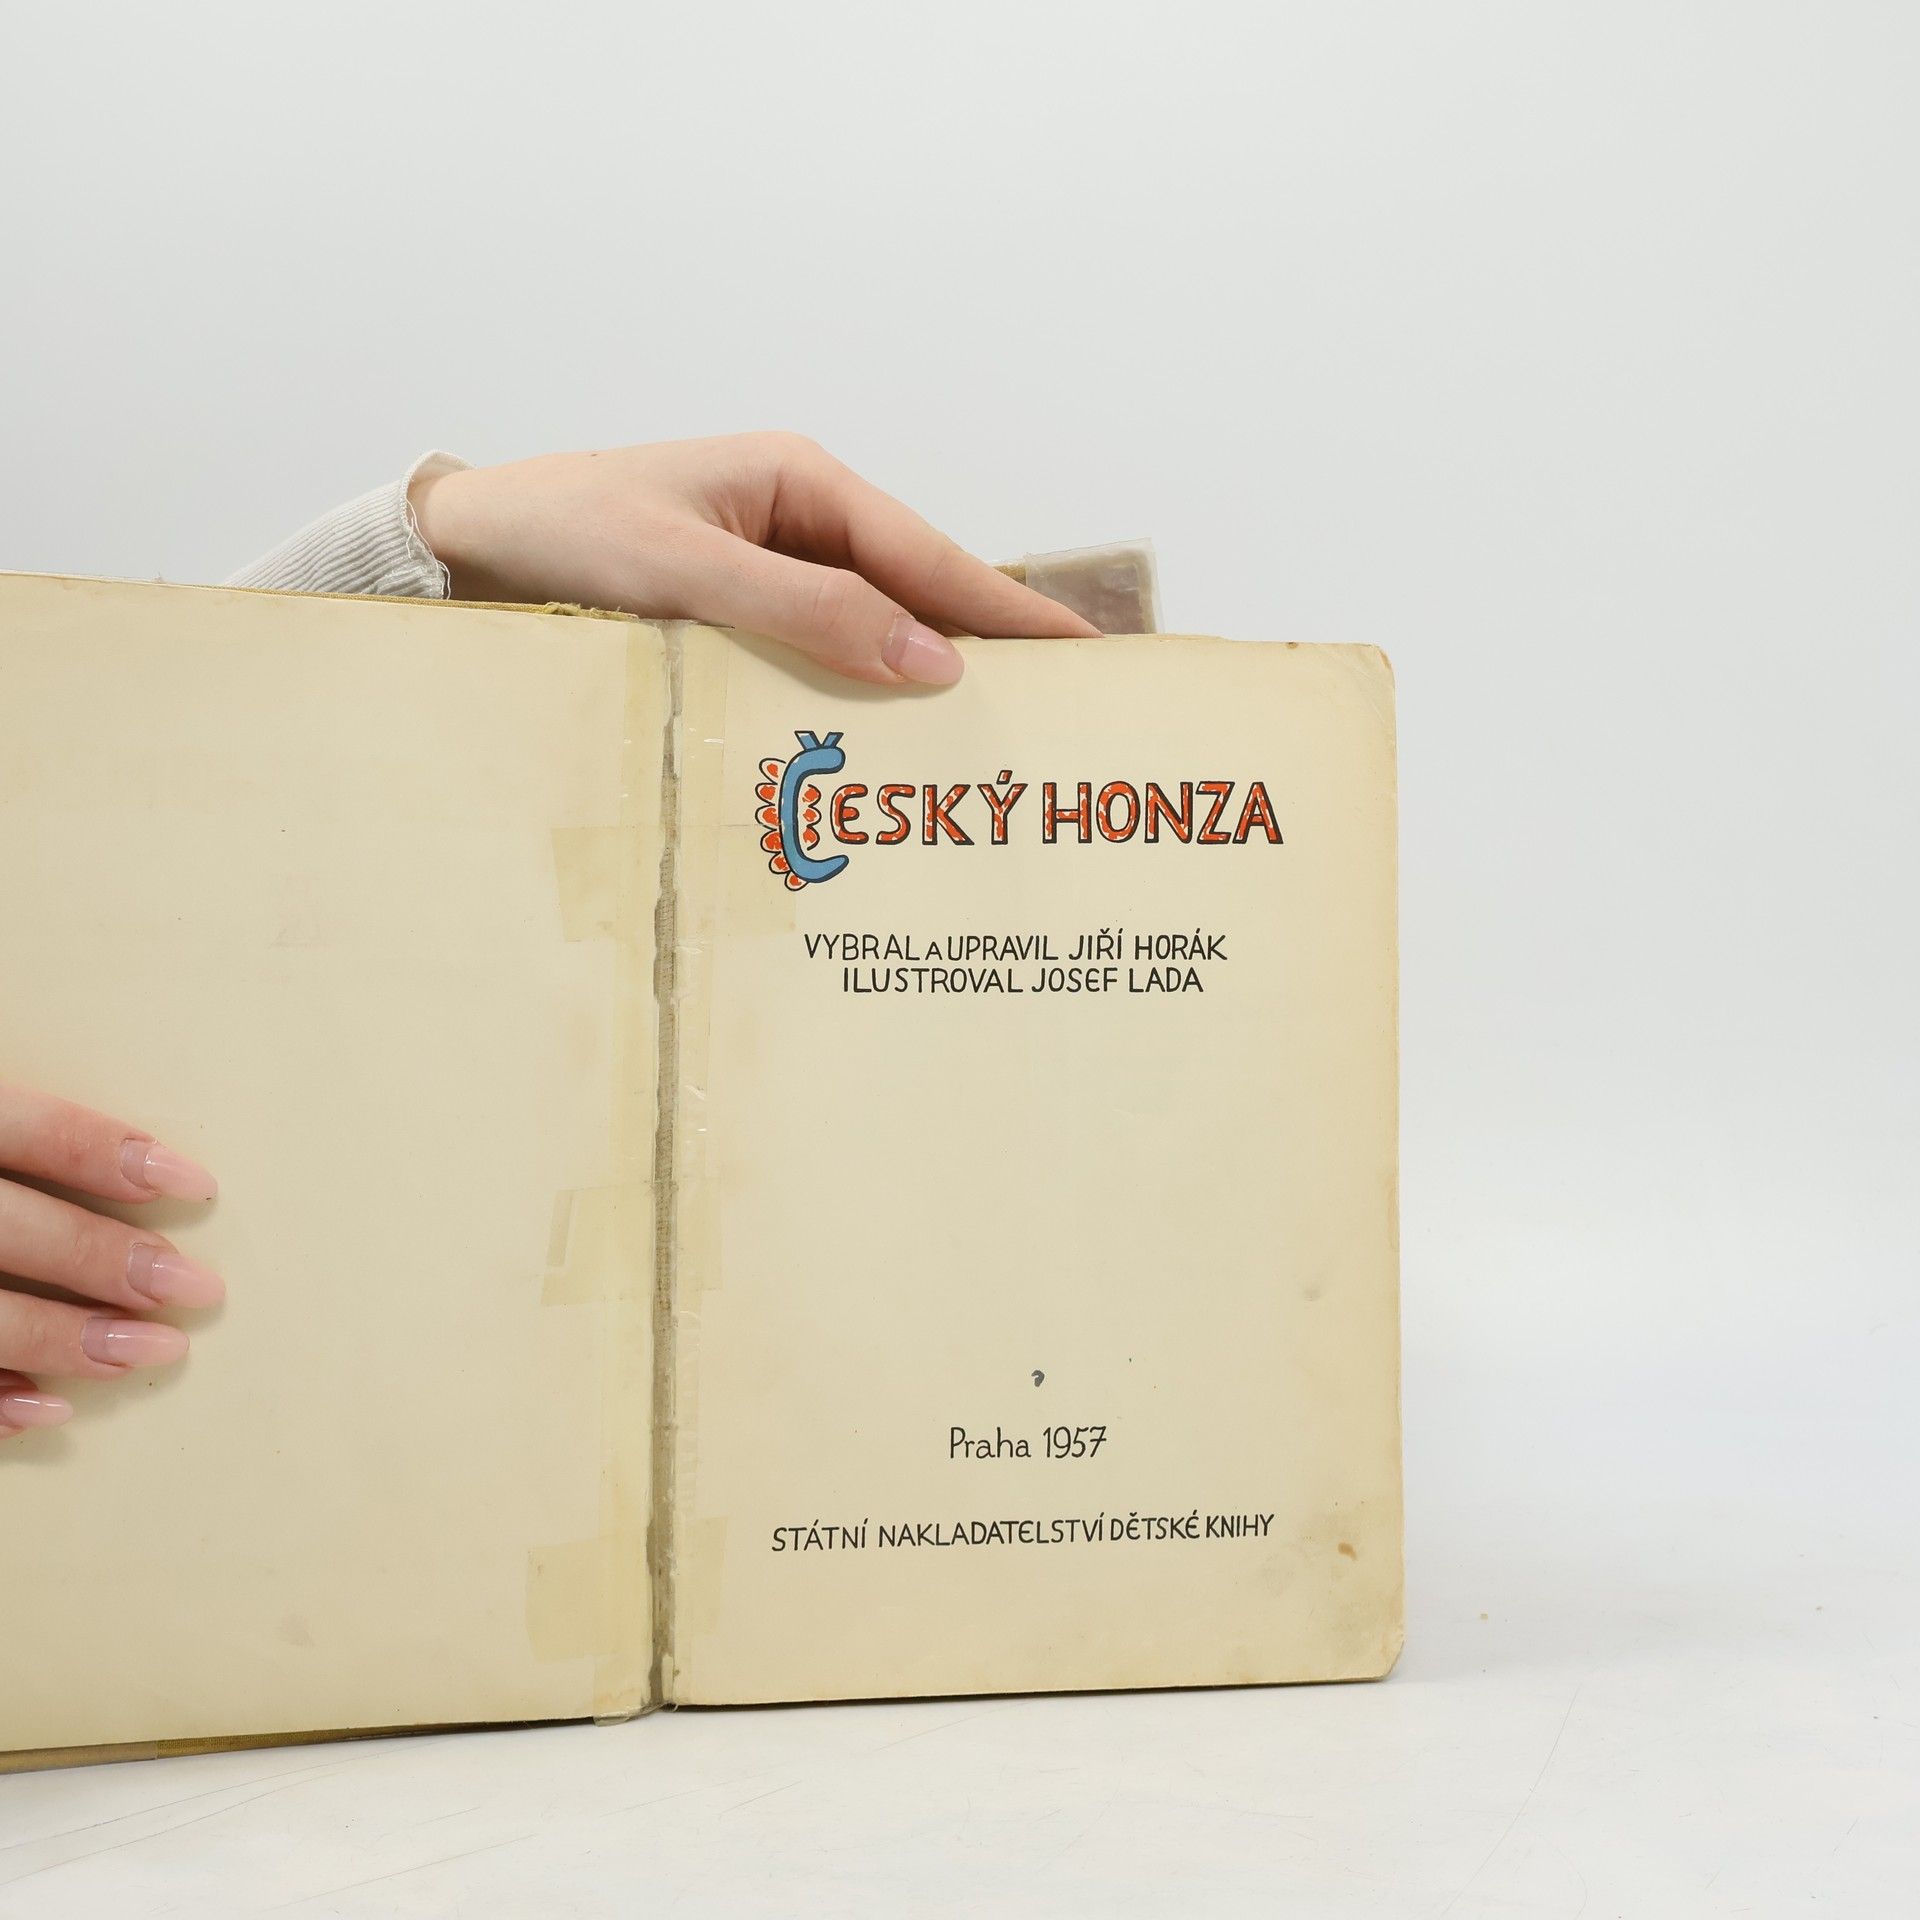 ČESKÝ HONZA
VYBRAL A UPRAVIL JIŘÍ HORÁK
ILUSTROVAL JOSEF LADA
Praha 1957
STÁTNÍ NAKLADATELSTVÍ DĚTSKÉ KNIHY